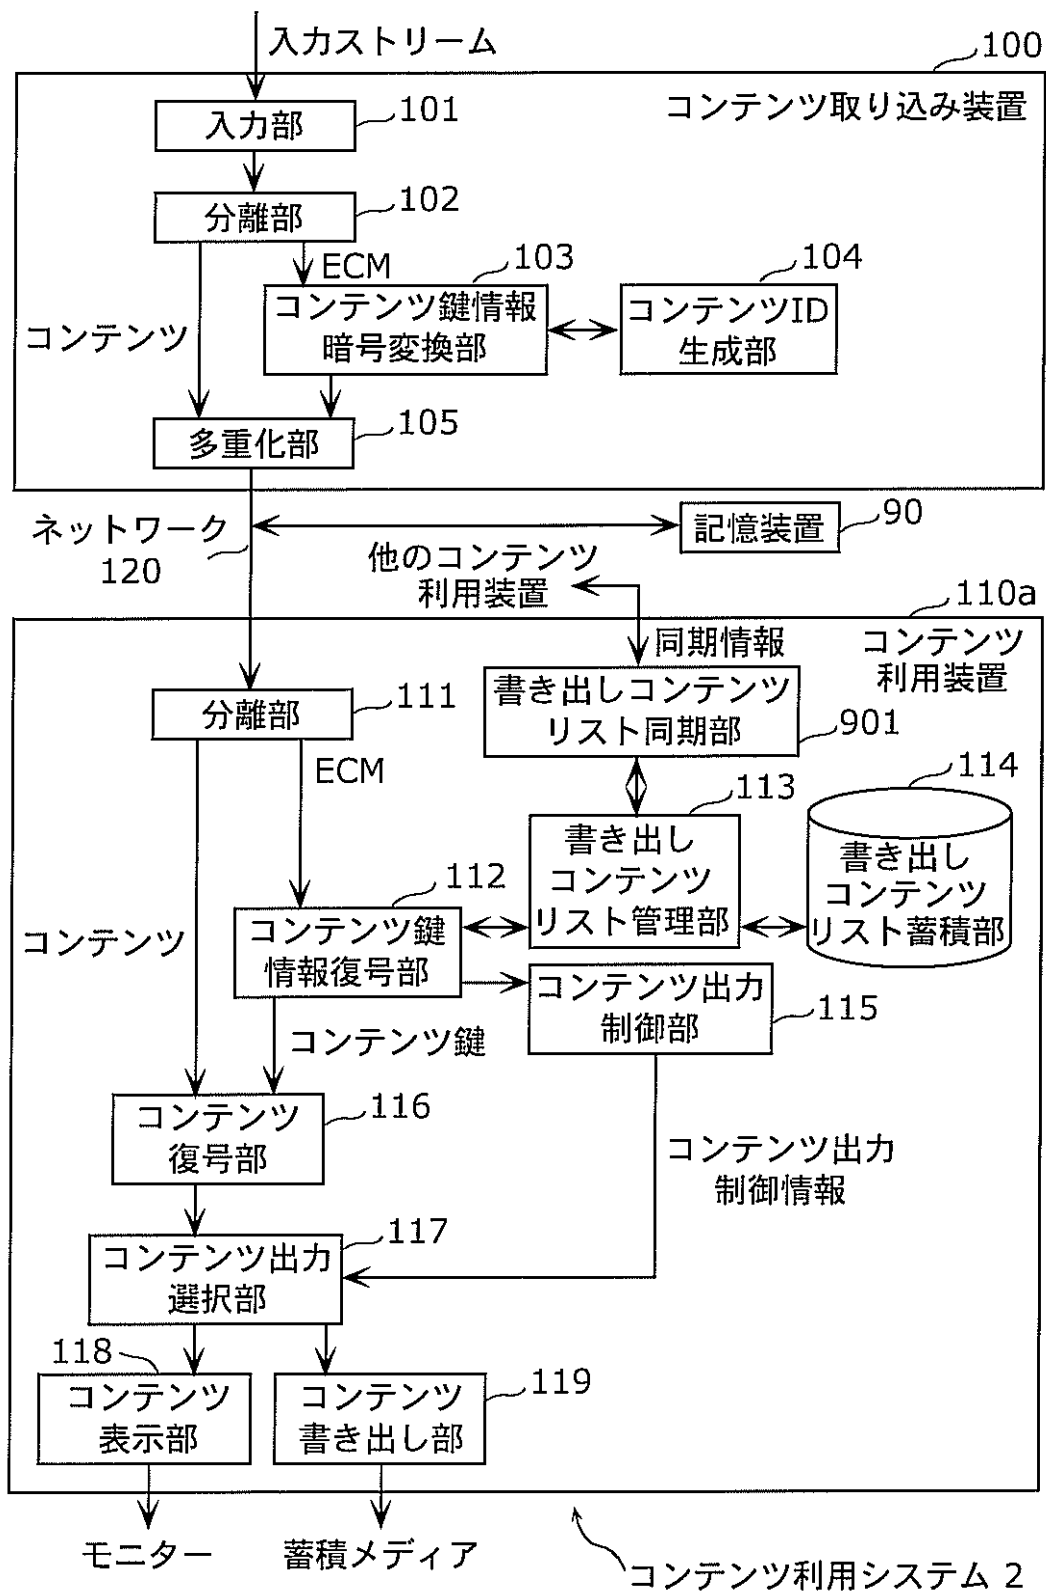 入力ストリーム
100
コンテンツ取り込み装置
101
入力部
102
分離部
ECM
103
104
コンテンツ
コンテンツ鍵情報
暗号変換部
コンテンツID
生成部
105
多重化部
ネットワーク
120
90
記憶装置
他のコンテンツ
利用装置
110a
コンテンツ
利用装置
同期情報
111
分離部
書き出しコンテンツ
リスト同期部
901
ECM
113
114
書き出し
コンテンツ
リスト管理部
書き出し
コンテンツ
リスト蓄積部
112
コンテンツ
コンテンツ鍵
情報復号部
コンテンツ出力
制御部
115
コンテンツ鍵
116
コンテンツ
復号部
コンテンツ出力
制御情報
117
コンテンツ出力
選択部
118
コンテンツ
表示部
119
コンテンツ
書き出し部
モニター
蓄積メディア
コンテンツ利用システム 2